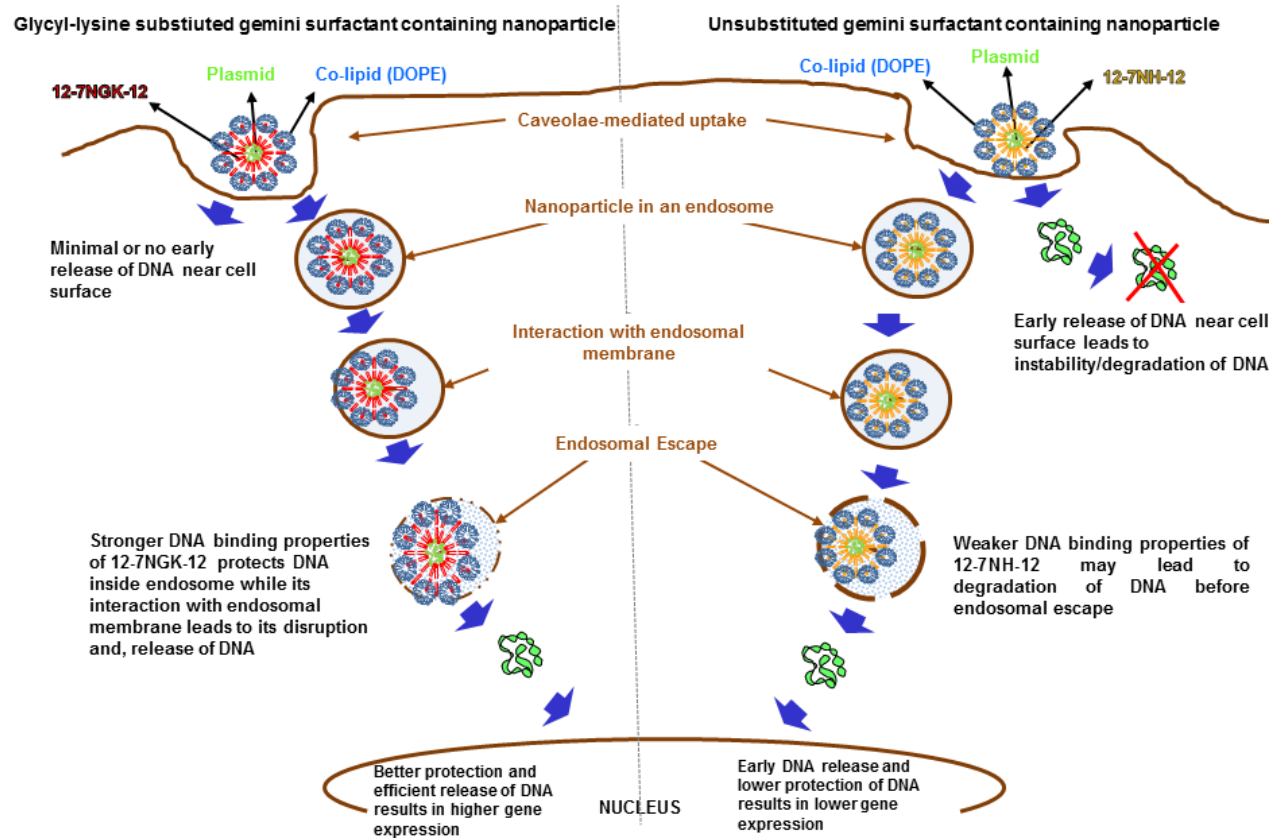 Glycyl-lysine substiuted gemini surfactant containing nanoparticle
Unsubstituted gemini surfactant containing nanoparticle
12-7NGK-12
Plasmid
Co-lipid (DOPE)
Co-lipid (DOPE)
Plasmid
12-7NH-12
Caveolae-mediated uptake
Nanoparticle in an endosome
Minimal or no early
release of DNA near cell
surface
Early release of DNA near cell
surface leads to
instability/degradation of DNA
Interaction with endosomal
membrane
Endosomal Escape
Stronger DNA binding properties
of 12-7NGK-12 protects DNA
inside endosome while its
interaction with endosomal
membrane leads to its disruption
and, release of DNA
Weaker DNA binding properties of
12-7NH-12 may lead to
degradation of DNA before
endosomal escape
Better protection and
efficient release of DNA
results in higher gene
expression
NUCLEUS
Early DNA release and
lower protection of DNA
results in lower gene
expression